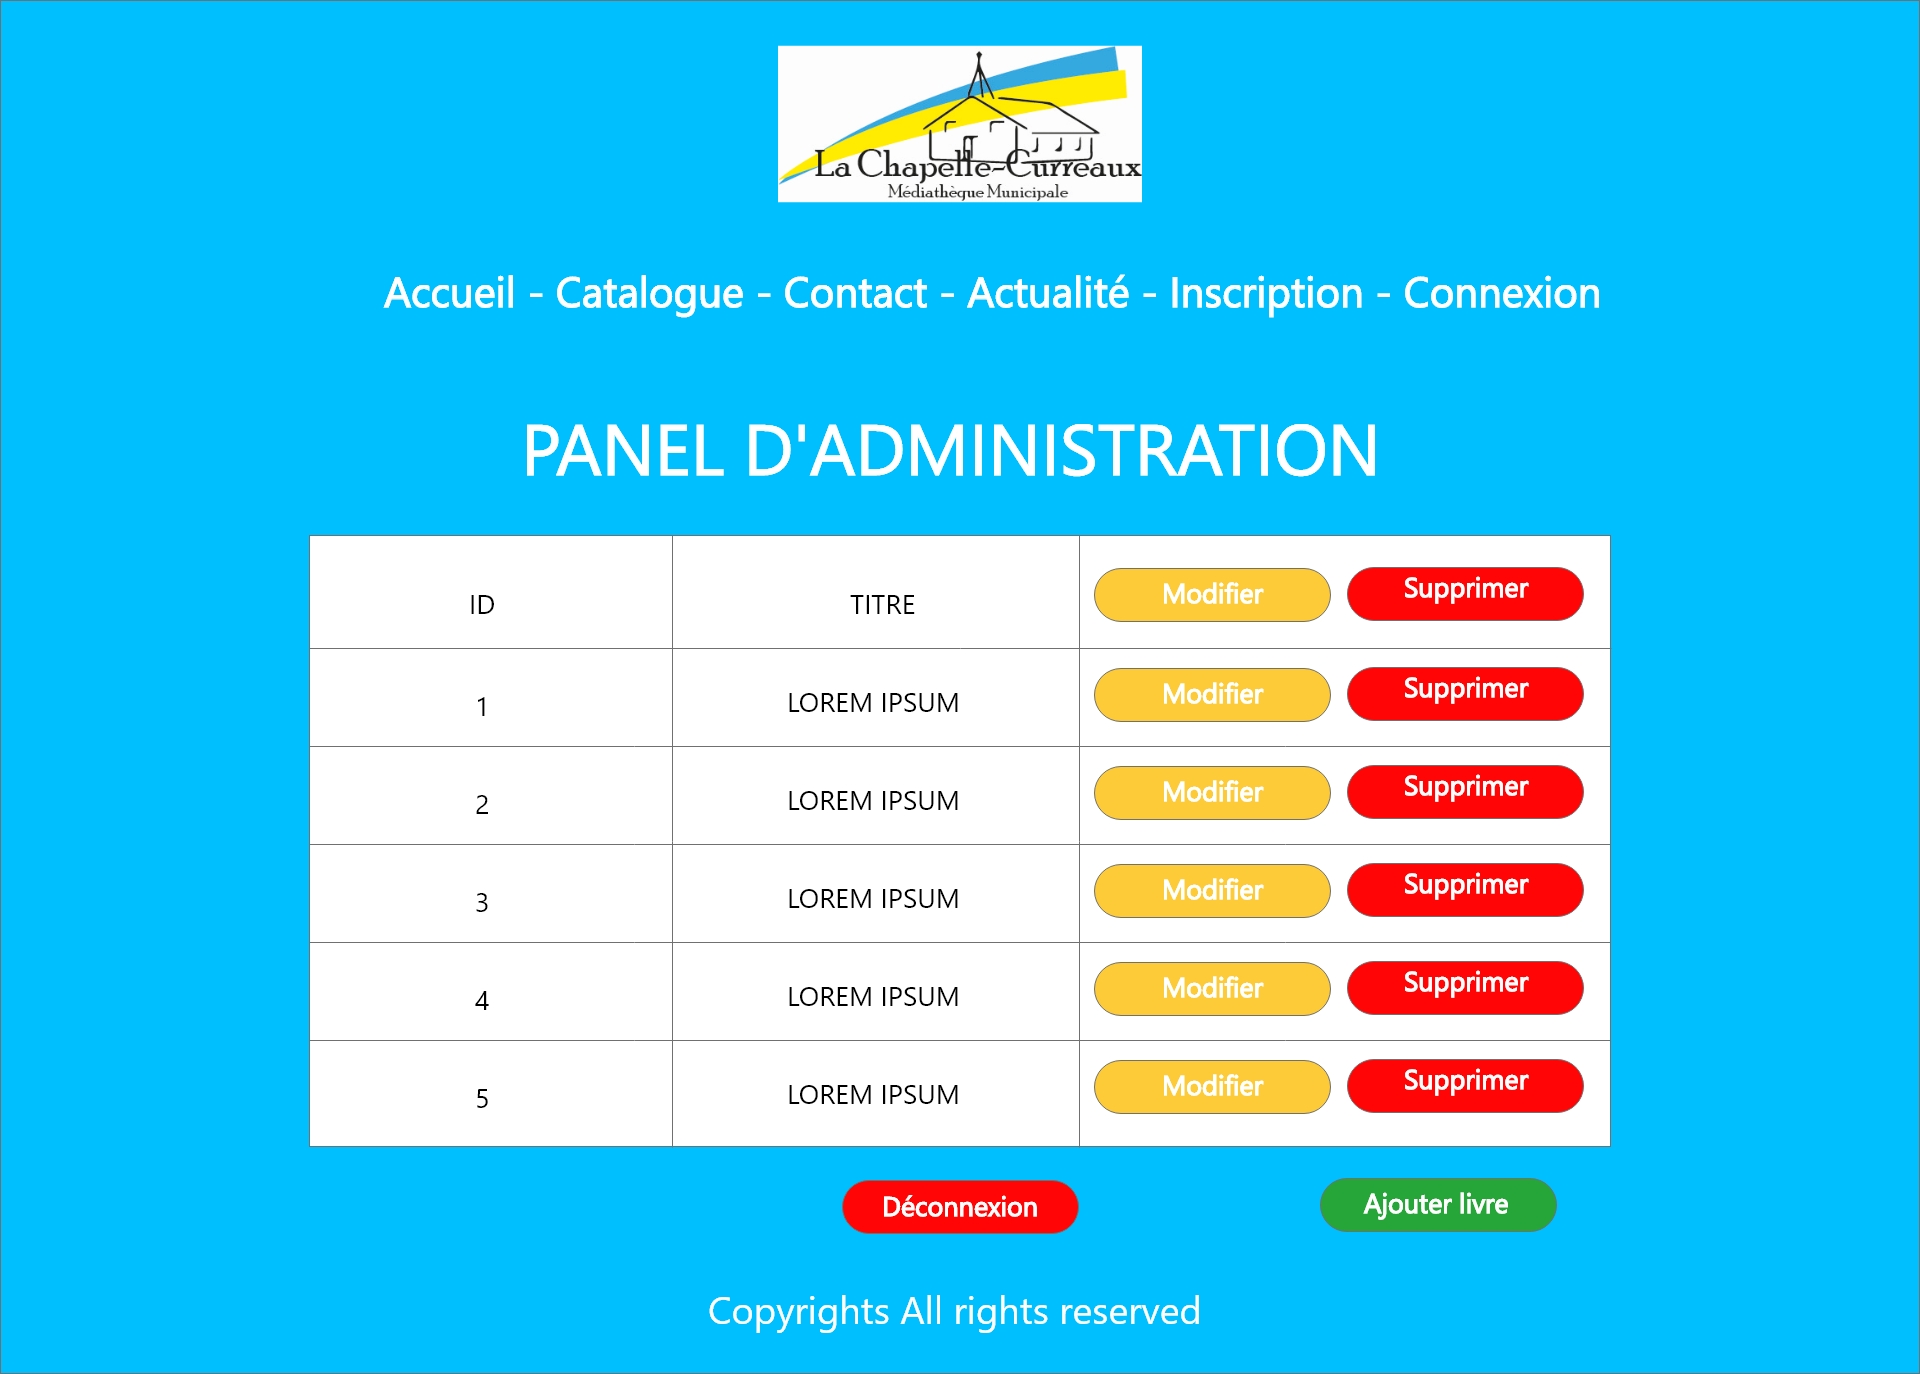 La Chapelle-Curreaux
Médiathèque Municipale
Accueil - Catalogue - Contact - Actualité - Inscription - Connexion
PANEL D'ADMINISTRATION
ID TITRE Modifier Supprimer
1 LOREM IPSUM Modifier Supprimer
2 LOREM IPSUM Modifier Supprimer
3 LOREM IPSUM Modifier Supprimer
4 LOREM IPSUM Modifier Supprimer
5 LOREM IPSUM Modifier Supprimer
Déconnexion Ajouter livre
Copyrights All rights reserved